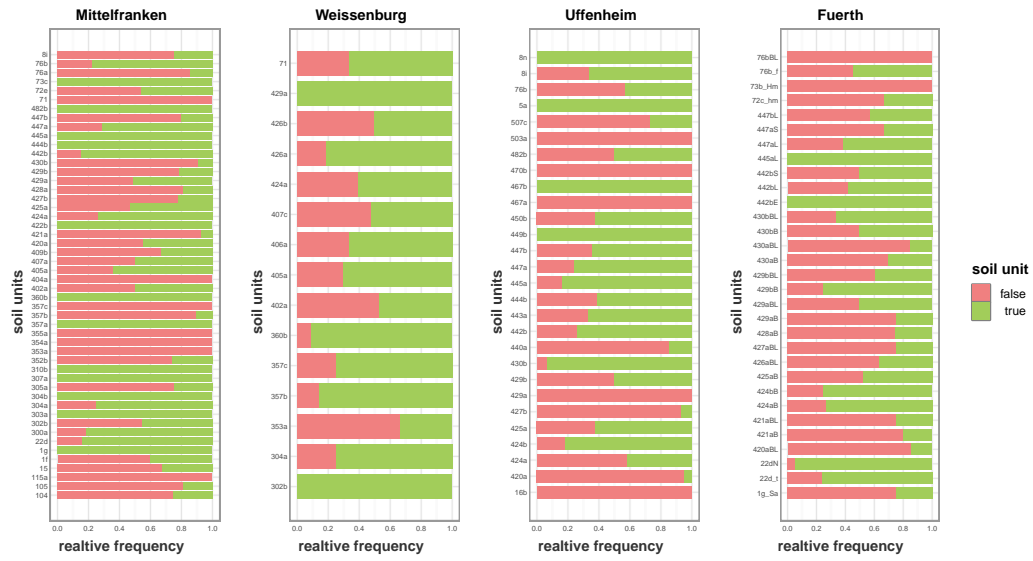 Mittelfranken
soil units
8i
76b
76a
73c
72e
71
482b
447b
447a
445a
444b
442b
430b
429b
429a
428a
427b
425a
424a
422b
421a
420a
409b
407a
405a
404a
402a
360b
357c
357b
357a
355a
354a
353a
352b
310b
307a
305a
304b
304a
303a
302b
300a
22d
1g
1f
15
115a
105
104
0.0 0.2 0.4 0.6 0.8 1.0
realtive frequency
Weissenburg
soil units
71
429a
426b
426a
424a
407c
406a
405a
402a
360b
357c
357b
353a
304a
302b
0.0 0.2 0.4 0.6 0.8 1.0
realtive frequency
Uffenheim
soil units
8n
8i
76b
5a
507c
503a
482b
470b
467b
467a
450b
449b
447b
447a
445a
444b
443a
442b
440a
430b
429b
429a
427b
425a
424b
424a
420a
16b
0.0 0.2 0.4 0.6 0.8 1.0
realtive frequency
Fuerth
soil units
76bBL
76b_f
73b_Hm
72c_hm
447bL
447aS
447aL
445aL
442bS
442bL
442bE
430bBL
430bB
430aBL
430aB
429bBL
429bB
429aBL
429aB
428aB
427aBL
426aBL
425aB
424bB
424aB
421aBL
421aB
420aBL
22dN
22d_t
1g_Sa
0.0 0.2 0.4 0.6 0.8 1.0
realtive frequency
soil unit
false
true